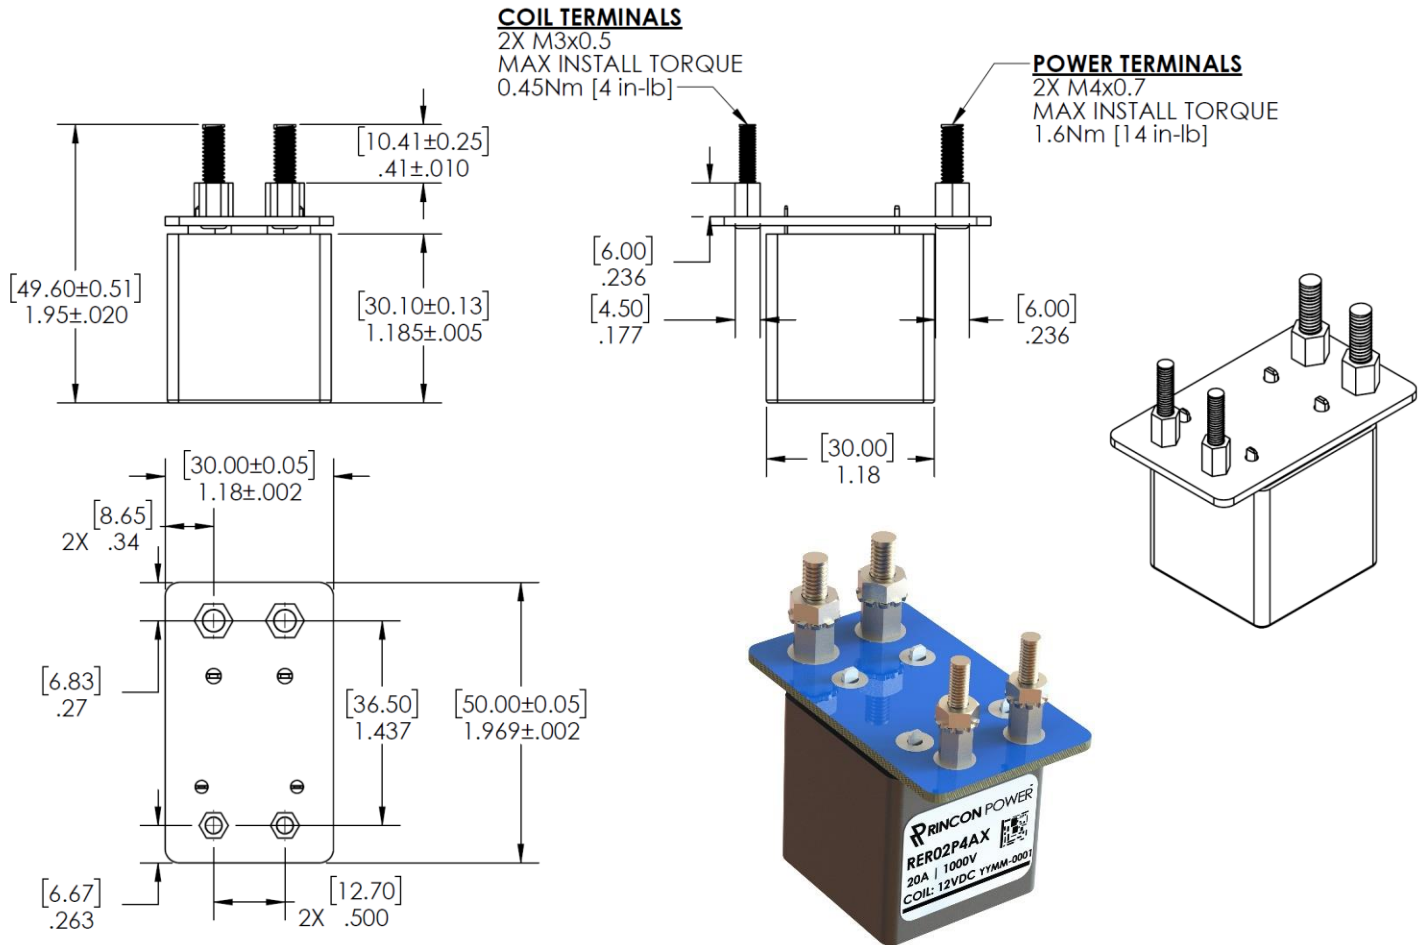 COIL TERMINALS
2X M3x0.5
MAX INSTALL TORQUE
0.45Nm [4 in-lb]
POWER TERMINALS
2X M4x0.7
MAX INSTALL TORQUE
1.6Nm [14 in-lb]
[10.41±0.25]
.41±.010
[49.60±0.51]
1.95±.020
[30.10±0.13]
1.185±.005
[6.00]
.236
[4.50]
.177
[6.00]
.236
[30.00]
1.18
[30.00±0.05]
1.18±.002
[8.65]
2X .34
[6.83]
.27
[36.50]
1.437
[50.00±0.05]
1.969±.002
[6.67]
.263
[12.70]
2X .500
RINCON POWER
RER02P4AX
20A | 1000V
COIL: 12VDC YYMM-0001